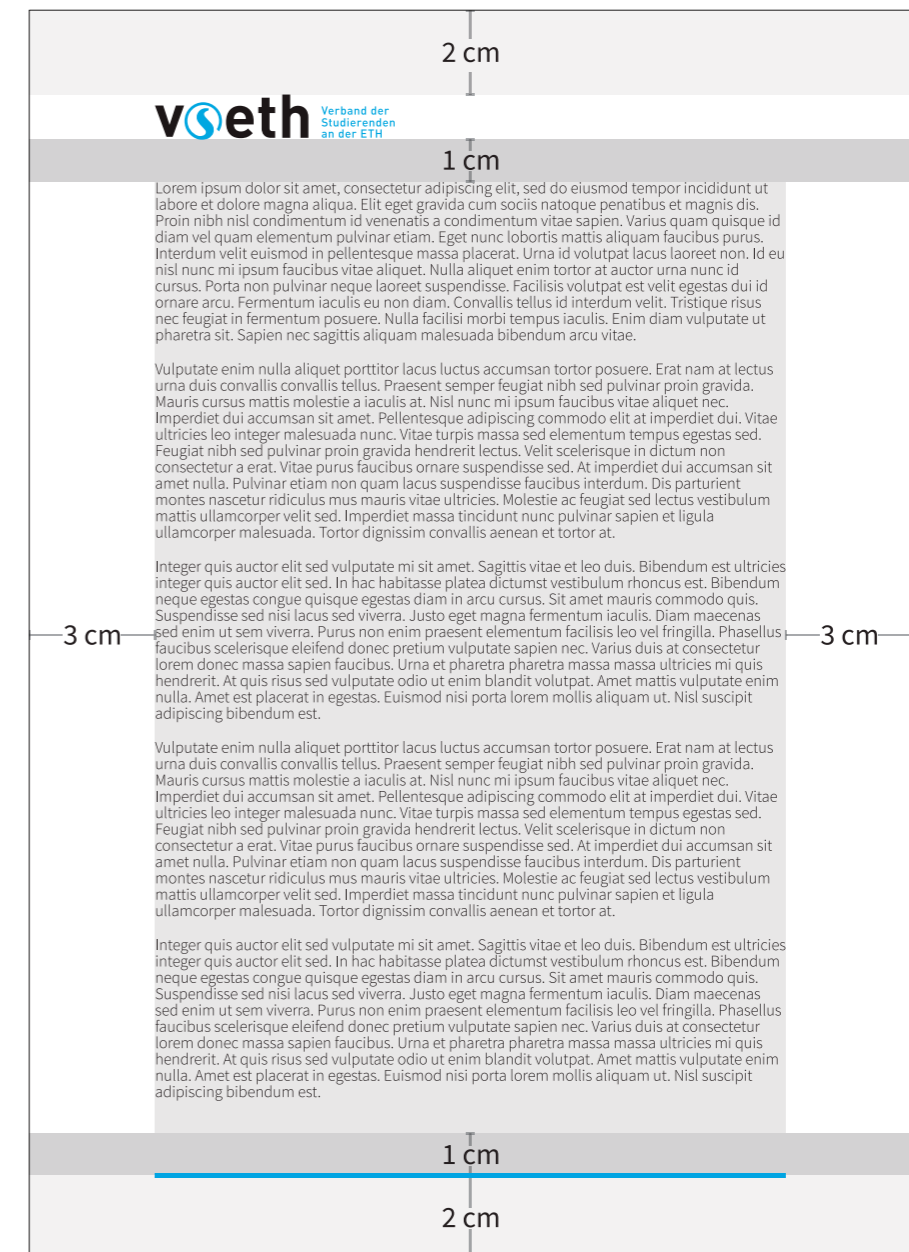 2 cm
vseth
Verband der
Studierenden
an der ETH
1 cm
Lorem ipsum dolor sit amet, consectetur adipiscing elit, sed do eiusmod tempor incididunt ut
labore et dolore magna aliqua. Elit eget gravida cum sociis natoque penatibus et magnis dis.
Proin nibh nisl condimentum id venenatis a condimentum vitae sapien. Varius quam quisque id
diam vel quam elementum pulvinar etiam. Eget nunc lobortis mattis aliquam faucibus purus.
Interdum velit euismod in pellentesque massa placerat. Urna id volutpat lacus laoreet non. Id eu
nisl nunc mi ipsum faucibus vitae aliquet. Nulla aliquet enim tortor at auctor urna nunc id
cursus. Porta non pulvinar neque laoreet suspendisse. Facilisis volutpat est velit egestas dui id
ornare arcu. Fermentum iaculis eu non diam. Convallis tellus id interdum velit. Tristique risus
nec feugiat in fermentum posuere. Nulla facilisi morbi tempus iaculis. Enim diam vulputate ut
pharetra sit. Sapien nec sagittis aliquam malesuada bibendum arcu vitae.
Vulputate enim nulla aliquet porttitor lacus luctus accumsan tortor posuere. Erat nam at lectus
urna duis convallis convallis tellus. Praesent semper feugiat nibh sed pulvinar proin gravida.
Mauris cursus mattis molestie a iaculis at. Nisl nunc mi ipsum faucibus vitae aliquet nec.
Imperdiet dui accumsan sit amet. Pellentesque adipiscing commodo elit at imperdiet dui. Vitae
ultricies leo integer malesuada nunc. Vitae turpis massa sed elementum tempus egestas sed.
Feugiat nibh sed pulvinar proin gravida hendrerit lectus. Velit scelerisque in dictum non
consectetur a erat. Vitae purus faucibus ornare suspendisse sed. At imperdiet dui accumsan sit
amet nulla. Pulvinar etiam non quam lacus suspendisse faucibus interdum. Dis parturient
montes nascetur ridiculus mus mauris vitae ultricies. Molestie ac feugiat sed lectus vestibulum
mattis ullamcorper velit sed. Imperdiet massa tincidunt nunc pulvinar sapien et ligula
ullamcorper malesuada. Tortor dignissim convallis aenean et tortor at.
Integer quis auctor elit sed vulputate mi sit amet. Sagittis vitae et leo duis. Bibendum est ultricies
integer quis auctor elit sed. In hac habitasse platea dictumst vestibulum rhoncus est. Bibendum
neque egestas congue quisque egestas diam in arcu cursus. Sit amet mauris commodo quis.
Suspendisse sed nisi lacus sed viverra. Justo eget magna fermentum iaculis. Diam maecenas
3 cm
sed enim ut sem viverra. Purus non enim praesent elementum facilisis leo vel fringilla. Phasellus
3 cm
faucibus scelerisque eleifend donec pretium vulputate sapien nec. Varius duis at consectetur
lorem donec massa sapien faucibus. Urna et pharetra pharetra massa massa ultricies mi quis
hendrerit. At quis risus sed vulputate odio ut enim blandit volutpat. Amet mattis vulputate enim
nulla. Amet est placerat in egestas. Euismod nisi porta lorem mollis aliquam ut. Nisl suscipit
adipiscing bibendum est.
Vulputate enim nulla aliquet porttitor lacus luctus accumsan tortor posuere. Erat nam at lectus
urna duis convallis convallis tellus. Praesent semper feugiat nibh sed pulvinar proin gravida.
Mauris cursus mattis molestie a iaculis at. Nisl nunc mi ipsum faucibus vitae aliquet nec.
Imperdiet dui accumsan sit amet. Pellentesque adipiscing commodo elit at imperdiet dui. Vitae
ultricies leo integer malesuada nunc. Vitae turpis massa sed elementum tempus egestas sed.
Feugiat nibh sed pulvinar proin gravida hendrerit lectus. Velit scelerisque in dictum non
consectetur a erat. Vitae purus faucibus ornare suspendisse sed. At imperdiet dui accumsan sit
amet nulla. Pulvinar etiam non quam lacus suspendisse faucibus interdum. Dis parturient
montes nascetur ridiculus mus mauris vitae ultricies. Molestie ac feugiat sed lectus vestibulum
mattis ullamcorper velit sed. Imperdiet massa tincidunt nunc pulvinar sapien et ligula
ullamcorper malesuada. Tortor dignissim convallis aenean et tortor at.
Integer quis auctor elit sed vulputate mi sit amet. Sagittis vitae et leo duis. Bibendum est ultricies
integer quis auctor elit sed. In hac habitasse platea dictumst vestibulum rhoncus est. Bibendum
neque egestas congue quisque egestas diam in arcu cursus. Sit amet mauris commodo quis.
Suspendisse sed nisi lacus sed viverra. Justo eget magna fermentum iaculis. Diam maecenas
sed enim ut sem viverra. Purus non enim praesent elementum facilisis leo vel fringilla. Phasellus
faucibus scelerisque eleifend donec pretium vulputate sapien nec. Varius duis at consectetur
lorem donec massa sapien faucibus. Urna et pharetra pharetra massa massa ultricies mi quis
hendrerit. At quis risus sed vulputate odio ut enim blandit volutpat. Amet mattis vulputate enim
nulla. Amet est placerat in egestas. Euismod nisi porta lorem mollis aliquam ut. Nisl suscipit
adipiscing bibendum est.
1 cm
2 cm